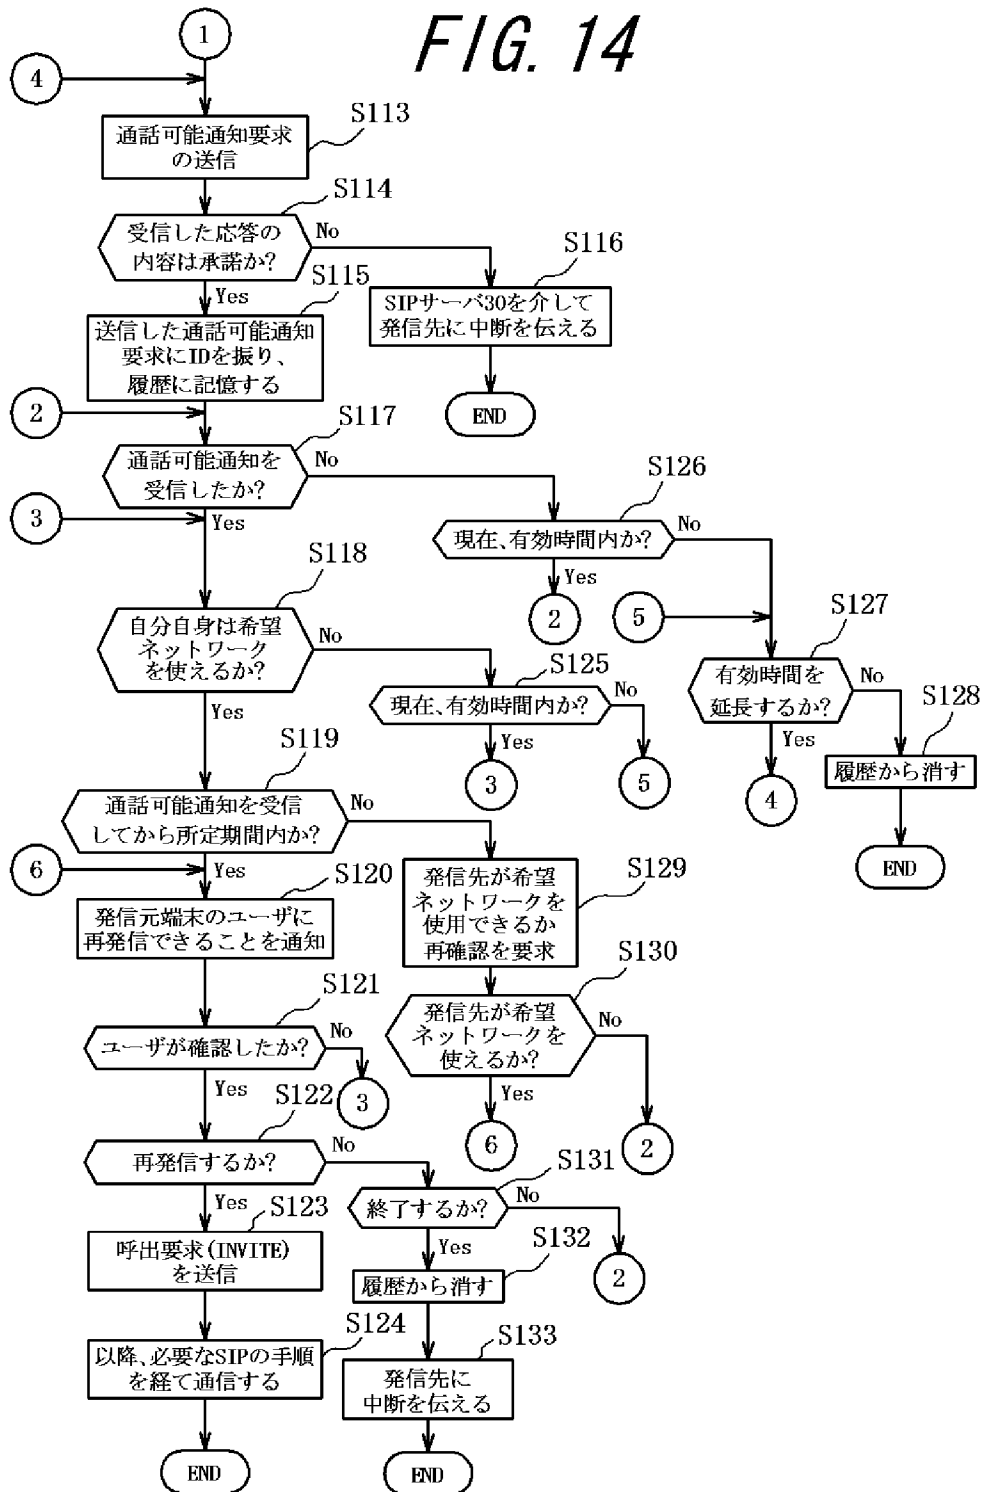 FIG. 14
1
4
S113
通話可能通知要求
の送信
S114
受信した応答の
内容は承諾か?
No
Yes
S116
SIPサーバ30を介して
発信先に中断を伝える
END
S115
送信した通話可能通知
要求にIDを振り、
履歴に記憶する
2
S117
通話可能通知を
受信したか?
No
Yes
S126
現在、有効時間内か?
No
Yes
2
3
S118
自分自身は希望
ネットワーク
を使えるか?
No
Yes
S125
現在、有効時間内か?
No
Yes
3
5
5
S127
有効時間を
延長するか?
No
Yes
4
S128
履歴から消す
END
S119
通話可能通知を受信
してから所定期間内か?
No
Yes
6
S120
発信元端末のユーザに
再発信できることを通知
S129
発信先が希望
ネットワークを
使用できるか
再確認を要求
S130
発信先が希望
ネットワークを
使えるか?
No
Yes
6
2
S121
ユーザが確認したか?
No
Yes
3
S122
再発信するか?
No
Yes
S131
終了するか?
No
Yes
2
S123
呼出要求(INVITE)
を送信
S132
履歴から消す
S124
以降、必要なSIPの手順
を経て通信する
END
S133
発信先に
中断を伝える
END